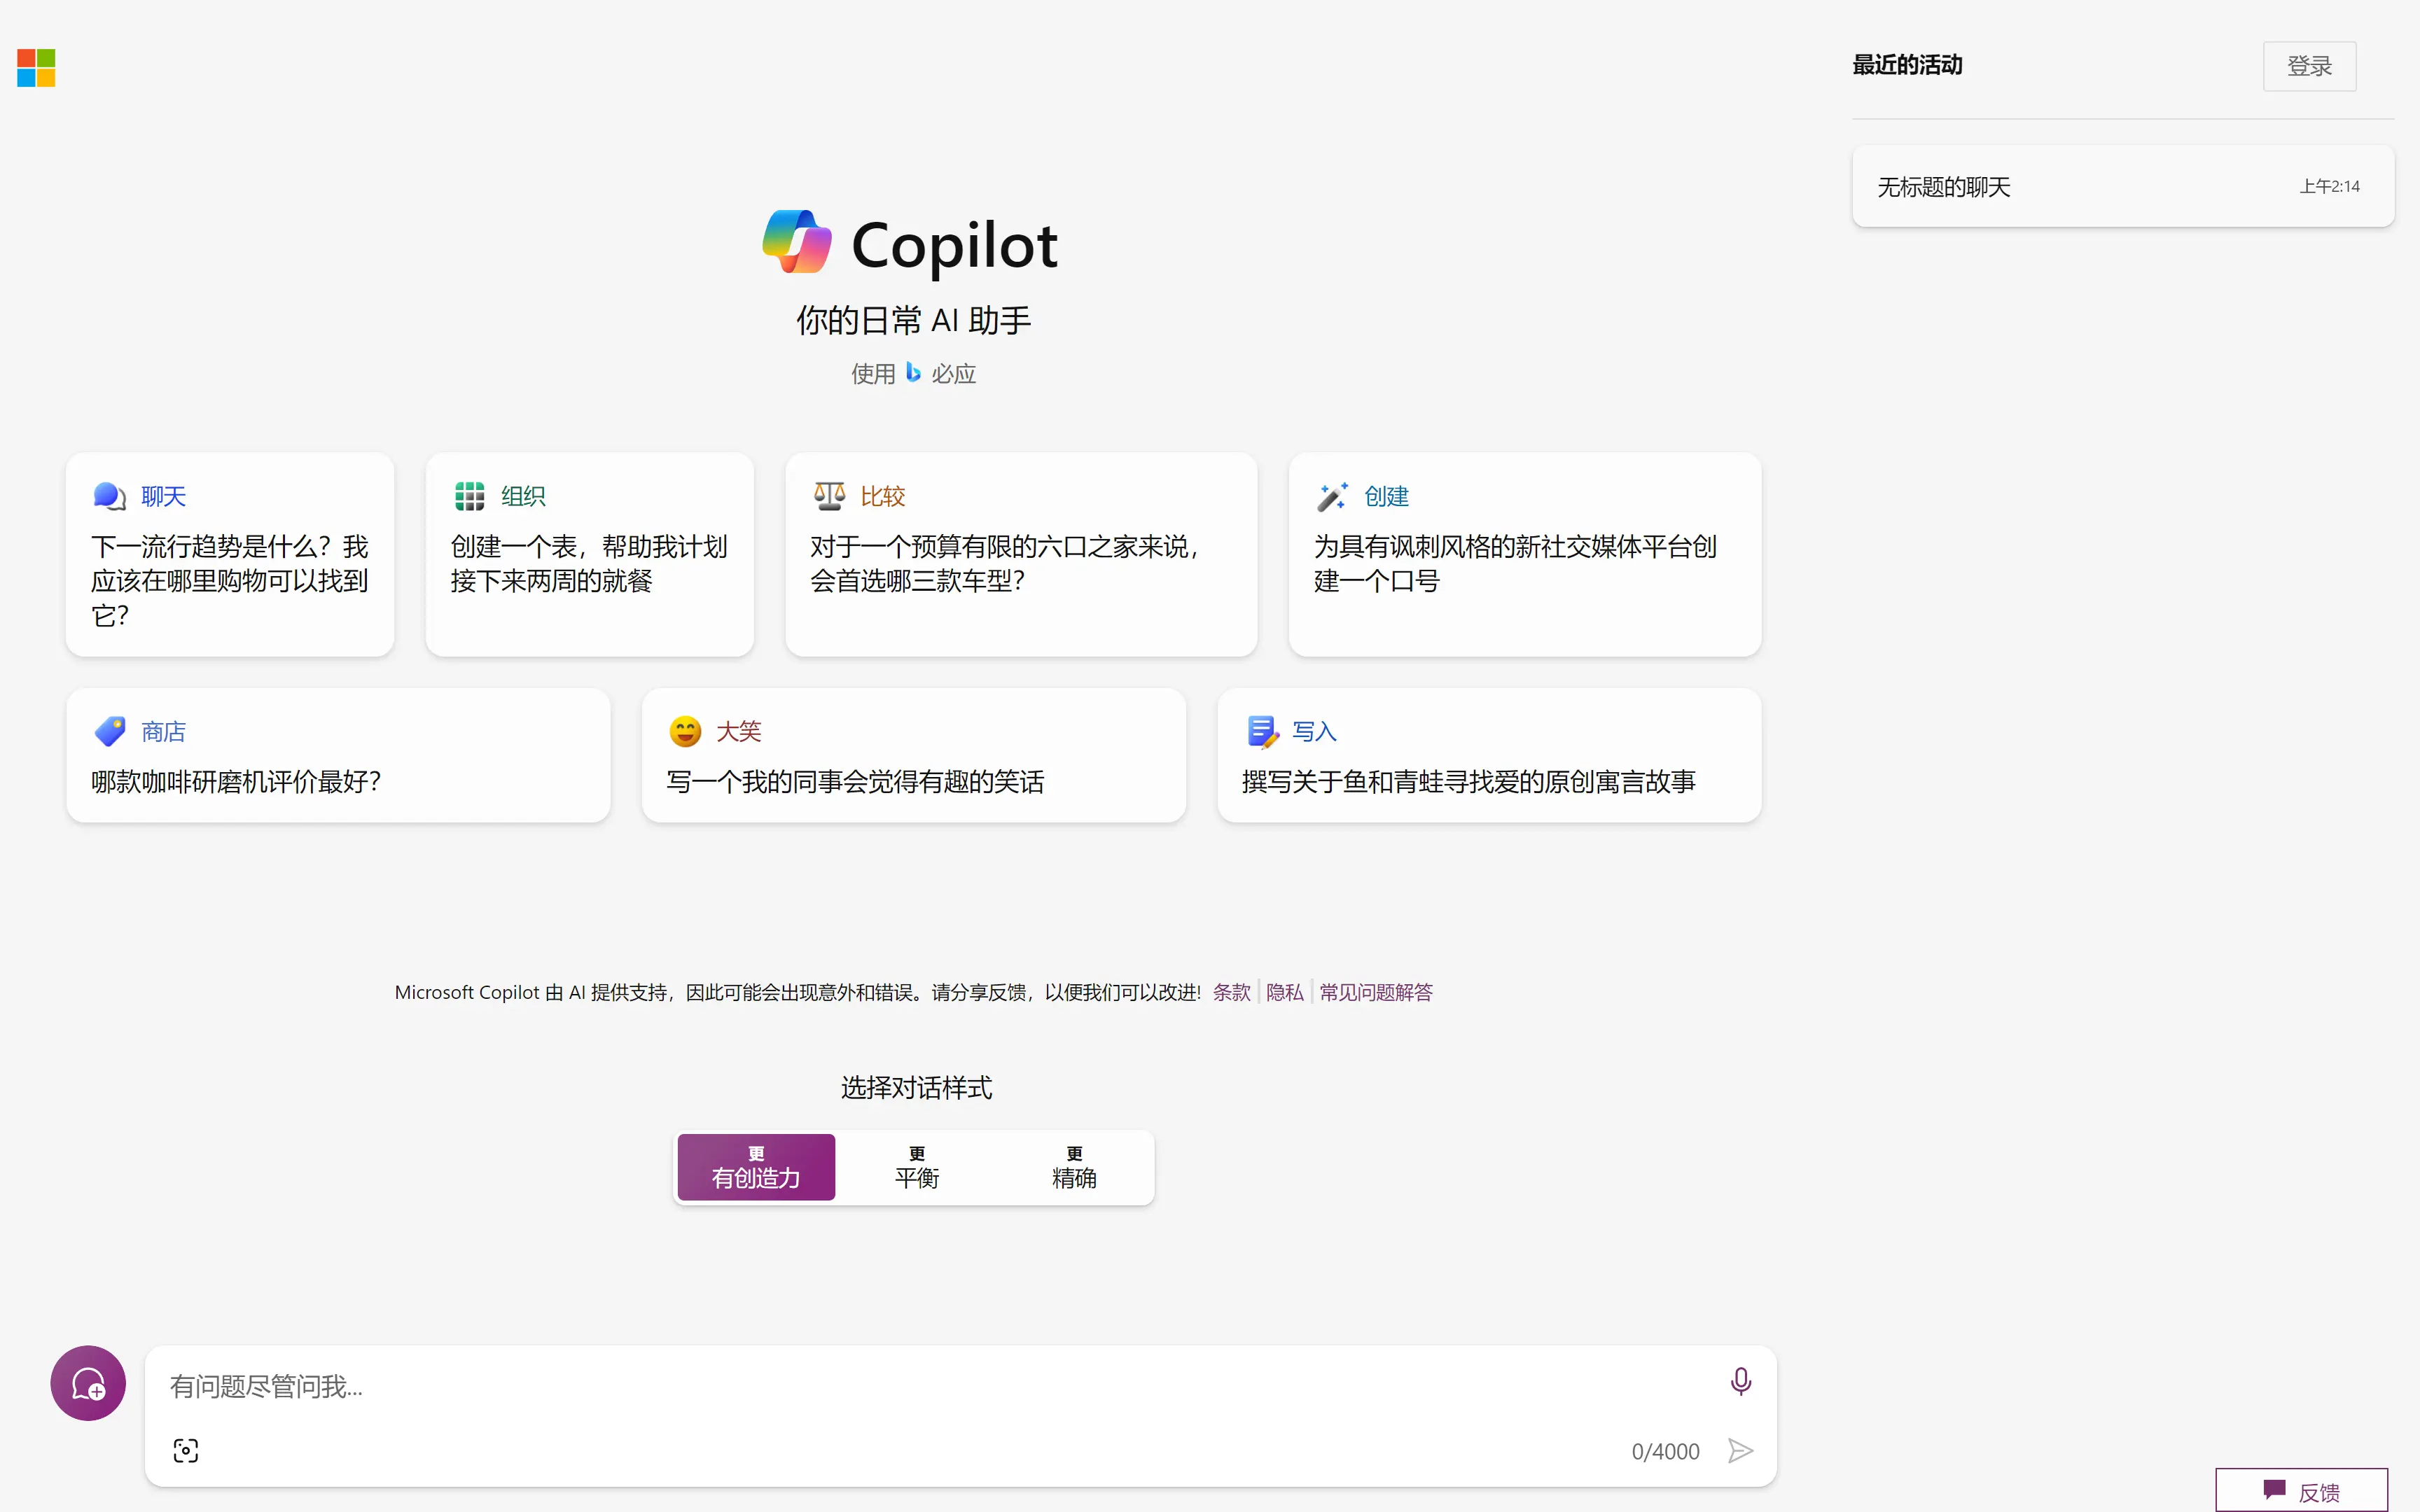 最近的活动
登录
无标题的聊天
上午2:14
Copilot
你的日常 AI 助手
使用 必应
聊天
下一流行趋势是什么？我
应该在哪里购物可以找到
它？
组织
创建一个表，帮助我计划
接下来两周的就餐
比较
对于一个预算有限的六口之家来说，
会首选哪三款车型？
创建
为具有讽刺风格的新社交媒体平台创
建一个口号
商店
哪款咖啡研磨机评价最好？
大笑
写一个我的同事会觉得有趣的笑话
写入
撰写关于鱼和青蛙寻找爱的原创寓言故事
Microsoft Copilot 由 AI 提供支持，因此可能会出现意外和错误。请分享反馈，以便我们可以改进! 条款 隐私 常见问题解答
选择对话样式
更
有创造力
更
平衡
更
精确
有问题尽管问我...
0/4000
反馈